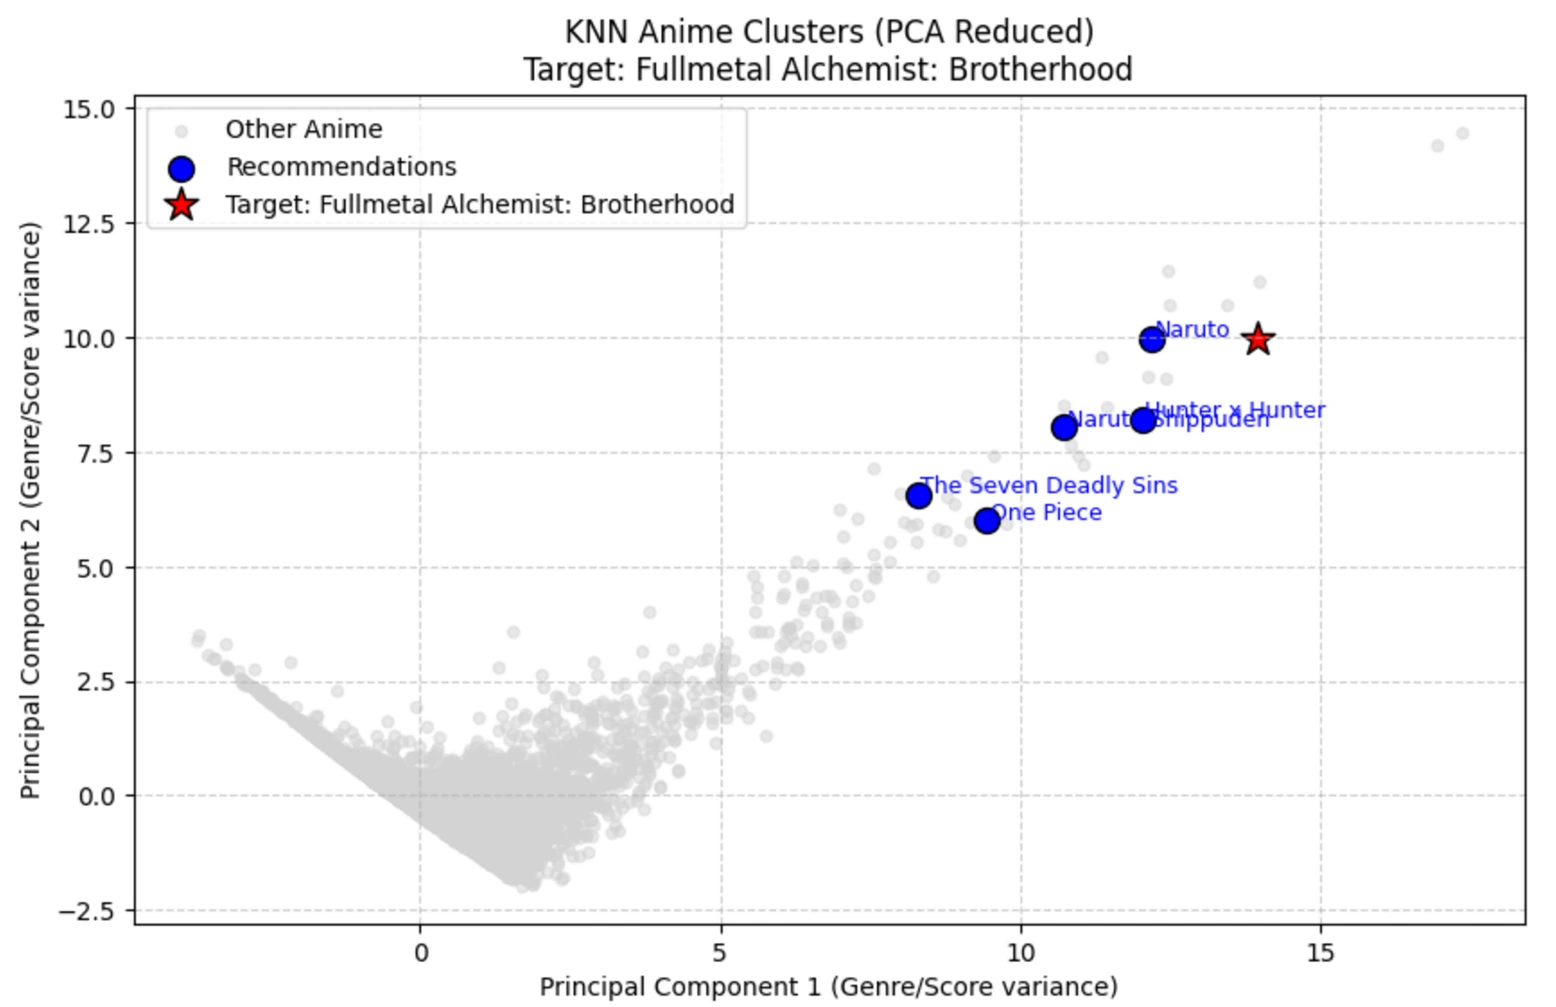 KNN Anime Clusters (PCA Reduced)
Target: Fullmetal Alchemist: Brotherhood
15.0
12.5
10.0
7.5
5.0
2.5
0.0
−2.5
Principal Component 2 (Genre/Score variance)
Other Anime
Recommendations
Target: Fullmetal Alchemist: Brotherhood
Naruto
Hunter x Hunter
Naruto Shippuden
The Seven Deadly Sins
One Piece
0
5
10
15
Principal Component 1 (Genre/Score variance)